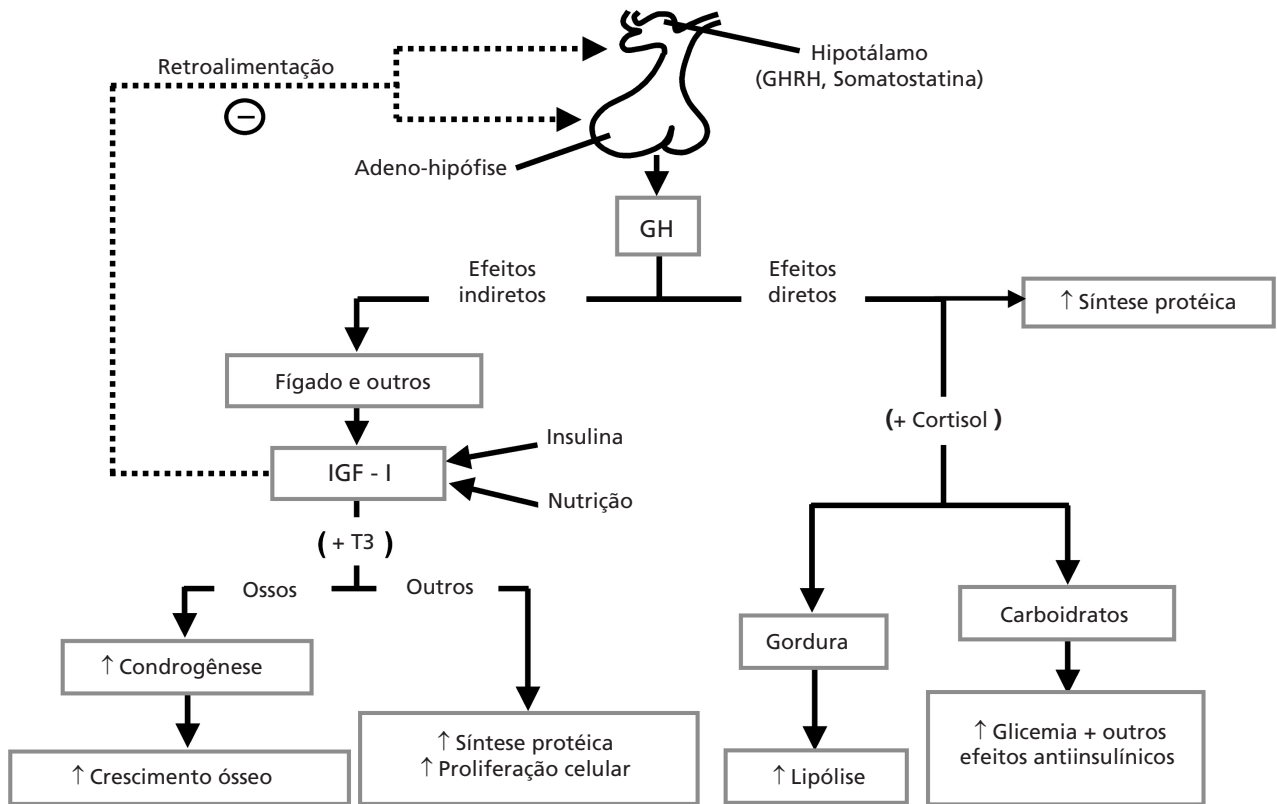 Retroalimentação
−
Hipotálamo
(GHRH, Somatostatina)
Adeno-hipófise
GH
Efeitos
indiretos
Efeitos
diretos
↑ Síntese protéica
Fígado e outros
(+ Cortisol)
IGF - I
Insulina
Nutrição
(+ T3)
Ossos
Outros
↑ Condrogênese
Gordura
Carboidratos
↑ Crescimento ósseo
↑ Síntese protéica
↑ Proliferação celular
↑ Lipólise
↑ Glicemia + outros
efeitos antiinsulínicos